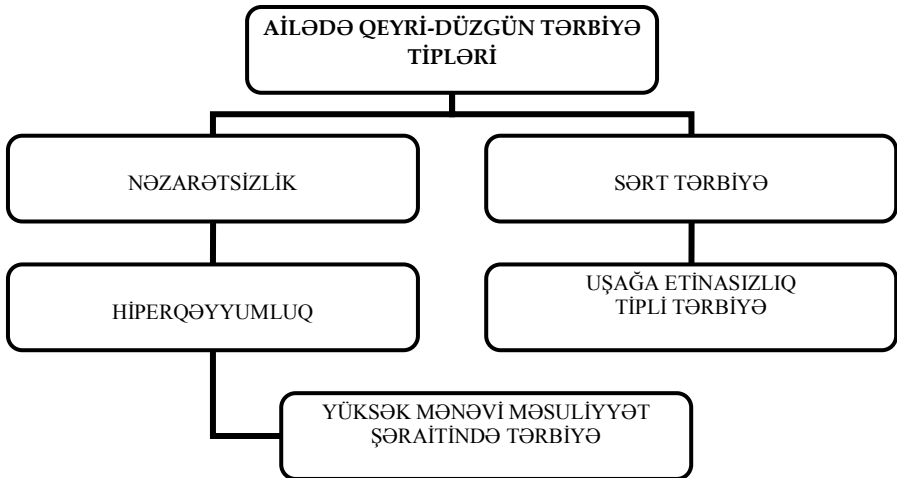 AİLƏDƏ QEYRİ-DÜZGÜN TƏRBİYƏ
TİPLƏRİ
NƏZARƏTSİZLİK
SƏRT TƏRBİYƏ
HİPERQƏYYUMLUQ
UŞAĞA ETİNASIZLIQ
TİPLİ TƏRBİYƏ
YÜKSƏK MƏNƏVİ MƏSULİYYƏT
ŞƏRAİTİNDƏ TƏRBİYƏ